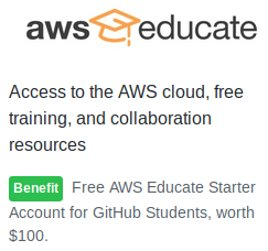 aws educate
Access to the AWS cloud, free
training, and collaboration
resources
Benefit Free AWS Educate Starter
Account for GitHub Students, worth
$100.